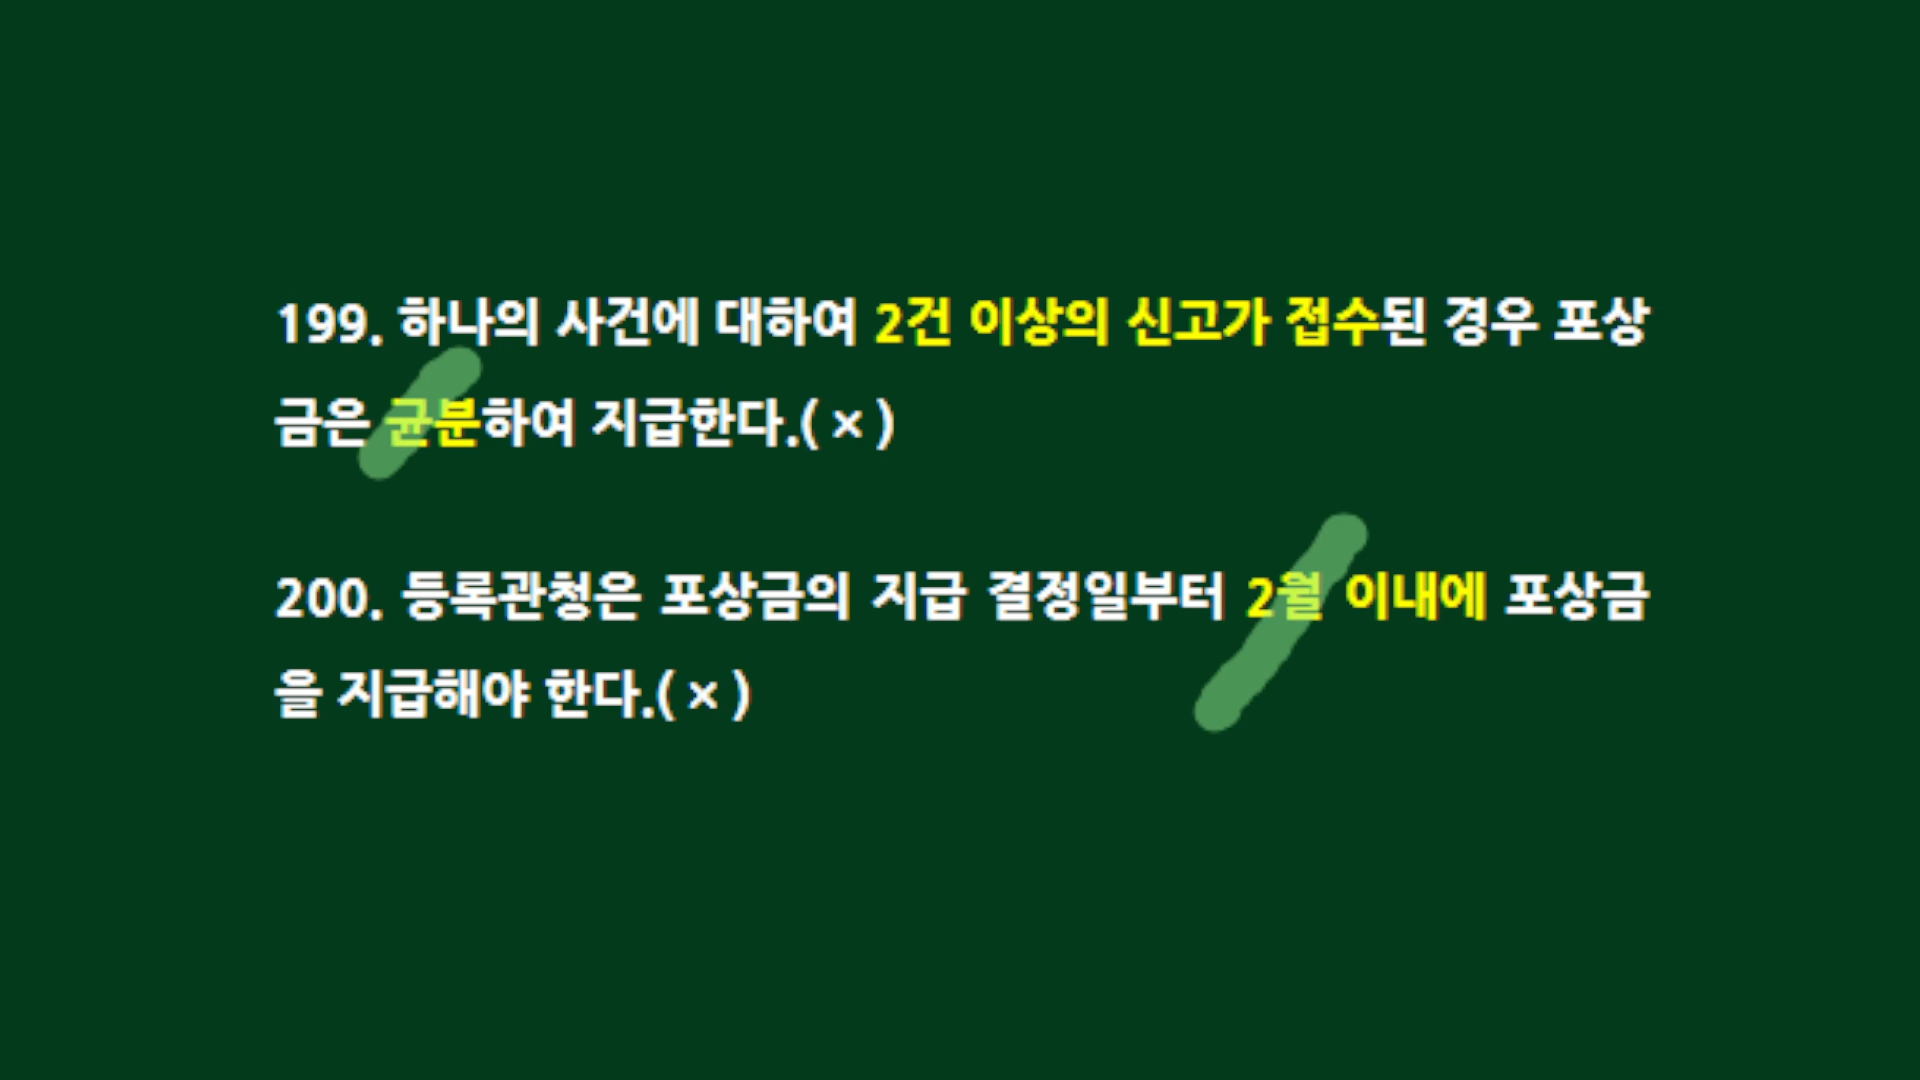 199. 하나의 사건에 대하여 2건 이상의 신고가 접수된 경우 포상
금은 균분하여 지급한다.( × )
200. 등록관청은 포상금의 지급 결정일부터 2월 이내에 포상금
을 지급해야 한다.( × )